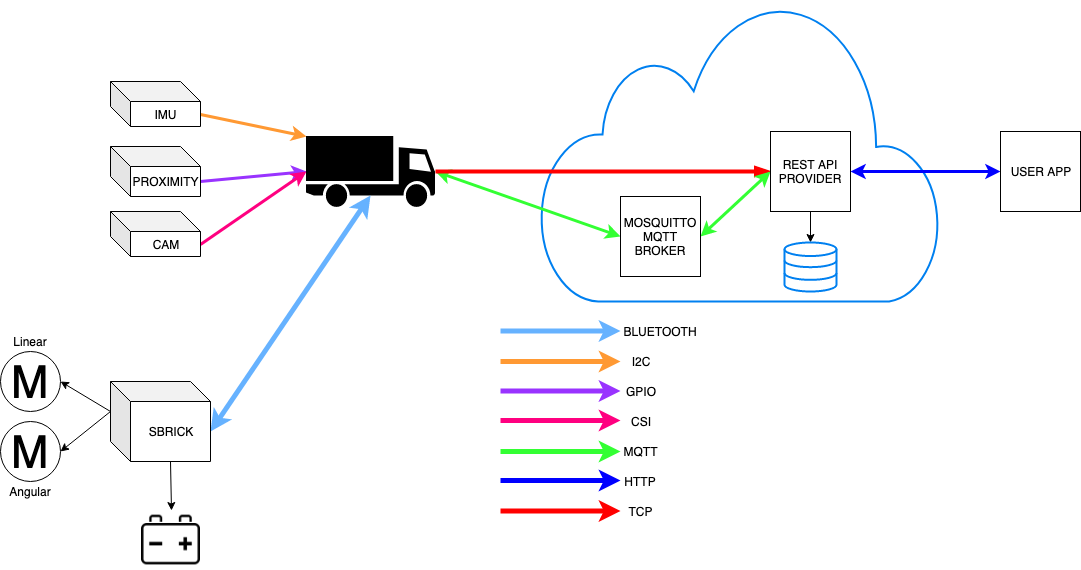 IMU
PROXIMITY
CAM
REST API
PROVIDER
USER APP
MOSQUITTO
MQTT
BROKER
BLUETOOTH
I2C
GPIO
CSI
MQTT
HTTP
TCP
Linear
M
SBRICK
M
Angular